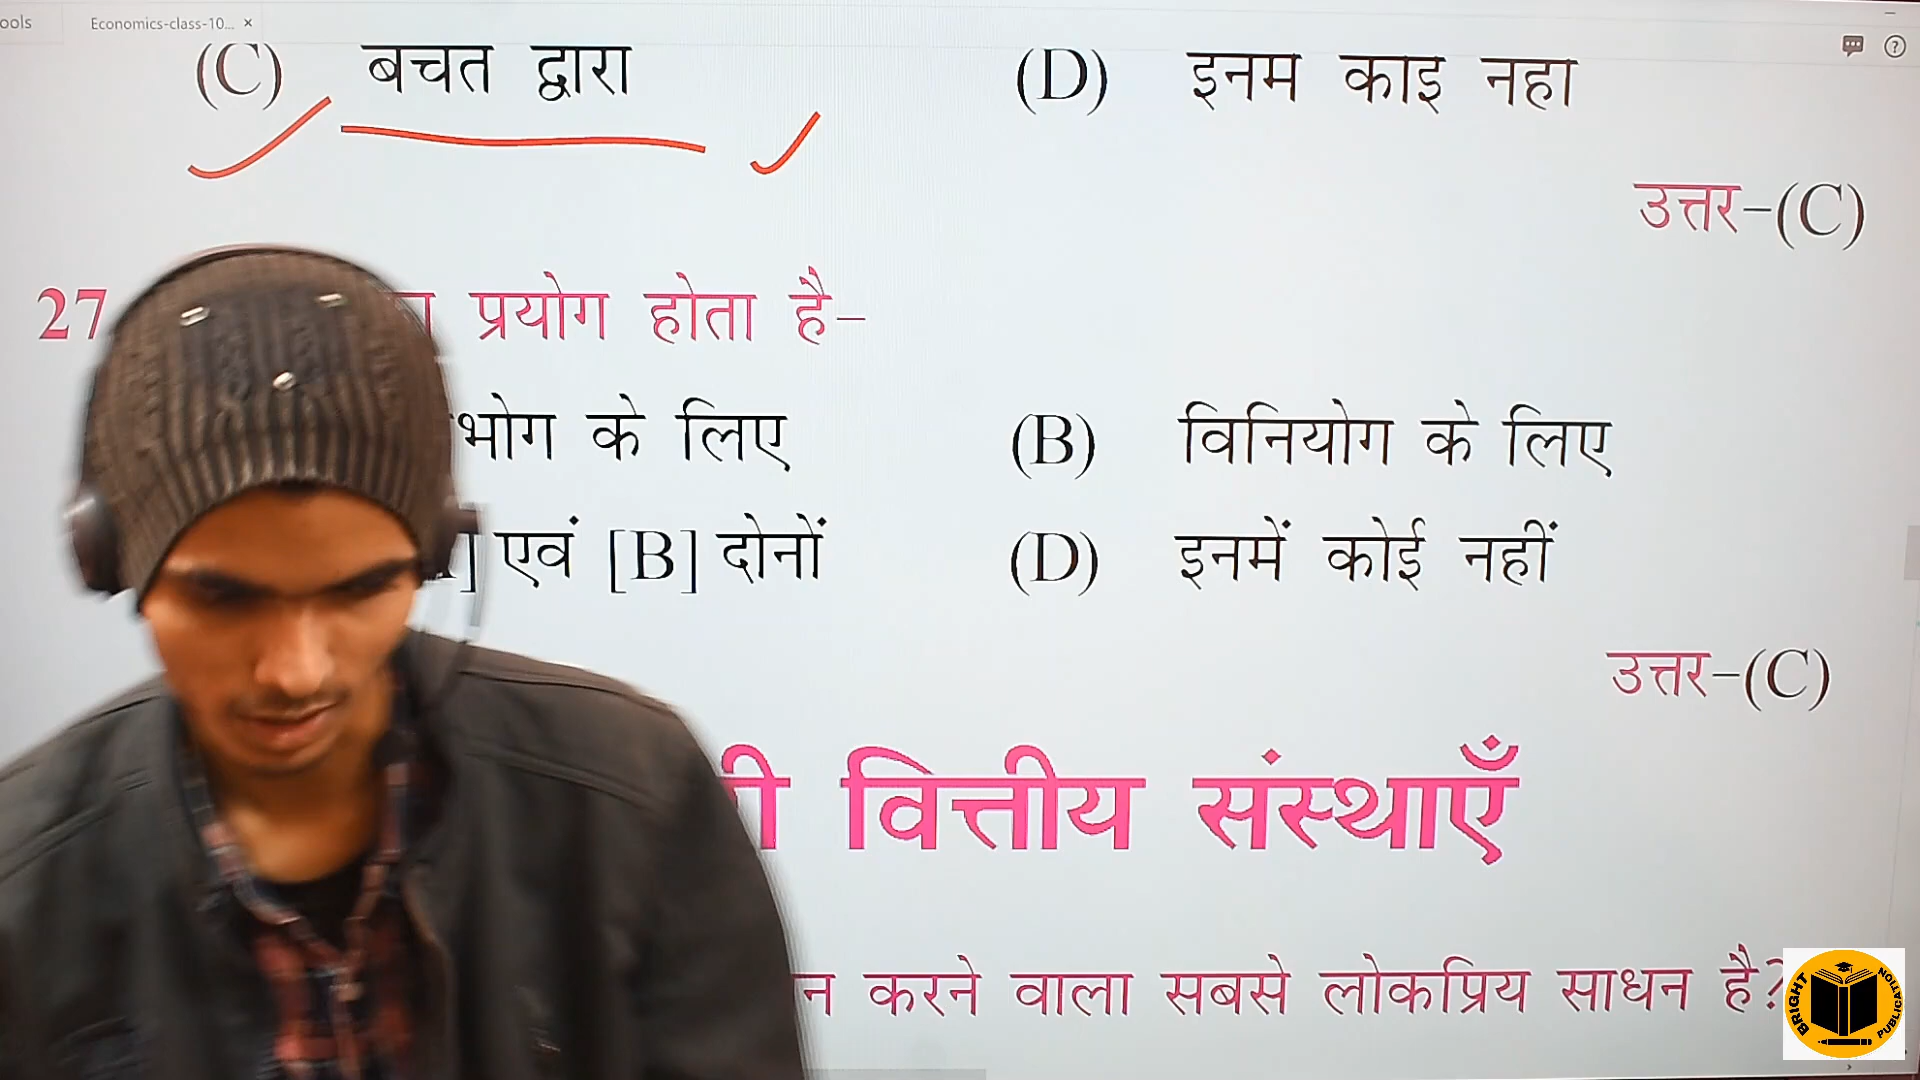 ools Economics-class-10... ×
(C) बचत द्वारा (D) इनम काइ नहा
उत्तर–(C)
27 प्रयोग होता है–
भोग के लिए (B) विनियोग के लिए
] एवं [B] दोनों (D) इनमें कोई नहीं
उत्तर–(C)
वित्तीय संस्थाएँ
न करने वाला सबसे लोकप्रिय साधन है?
BRIGHT PUBLICATION